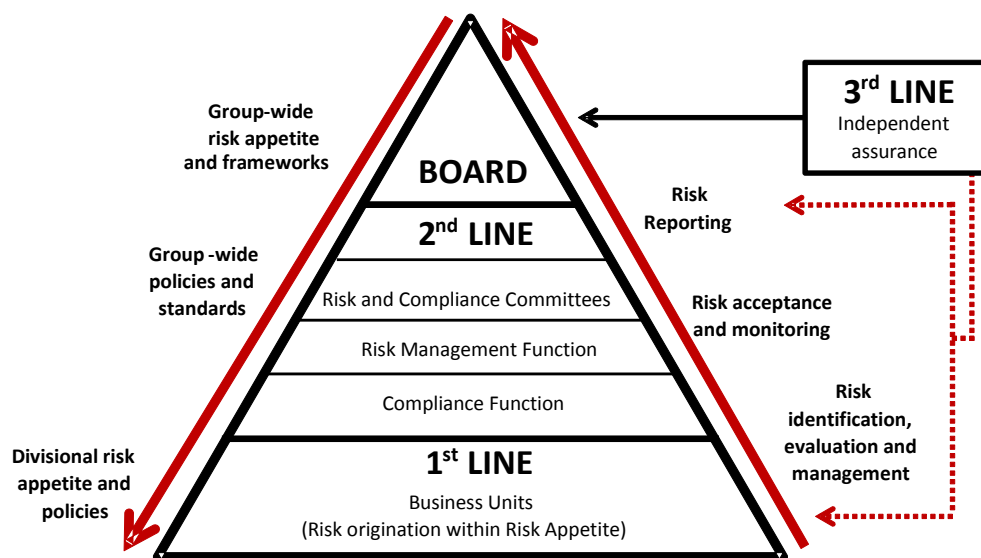 Group-wide
risk appetite
and frameworks
Group -wide
policies and
standards
Divisional risk
appetite and
policies
BOARD
2nd LINE
Risk and Compliance Committees
Risk Management Function
Compliance Function
1st LINE
Business Units
(Risk origination within Risk Appetite)
3rd LINE
Independent
assurance
Risk
Reporting
Risk acceptance
and monitoring
Risk
identification,
evaluation and
management